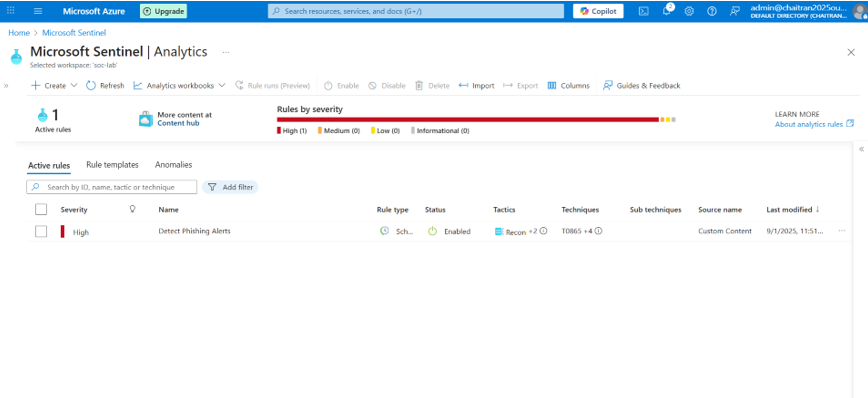 Microsoft Azure
Upgrade
Search resources, services, and docs (G+/)
Copilot
2
admin@chaitran2025ou...
DEFAULT DIRECTORY (CHAITRAN...
Home > Microsoft Sentinel
Microsoft Sentinel | Analytics ...
Selected workspace: 'soc-lab'
Create Refresh Analytics workbooks Rule runs (Preview) Enable Disable Delete Import Export Columns Guides & Feedback
1
Active rules
More content at
Content hub
Rules by severity
High (1) Medium (0) Low (0) Informational (0)
LEARN MORE
About analytics rules
Active rules Rule templates Anomalies
Search by ID, name, tactic or technique Add filter
Severity Name Rule type Status Tactics Techniques Sub techniques Source name Last modified ↓
High Detect Phishing Alerts Sch... Enabled Recon +2 T0865 +4 Custom Content 9/1/2025, 11:51... ...